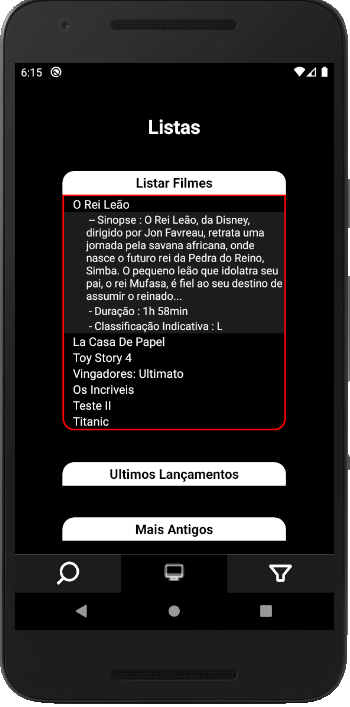 6:15
Listas
Listar Filmes
O Rei Leão
– Sinopse : O Rei Leão, da Disney,
dirigido por Jon Favreau, retrata uma
jornada pela savana africana, onde
nasce o futuro rei da Pedra do Reino,
Simba. O pequeno leão que idolatra seu
pai, o rei Mufasa, é fiel ao seu destino de
assumir o reinado...
- Duração : 1h 58min
- Classificação Indicativa : L
La Casa De Papel
Toy Story 4
Vingadores: Ultimato
Os Incriveis
Teste II
Titanic
Ultimos Lançamentos
Mais Antigos